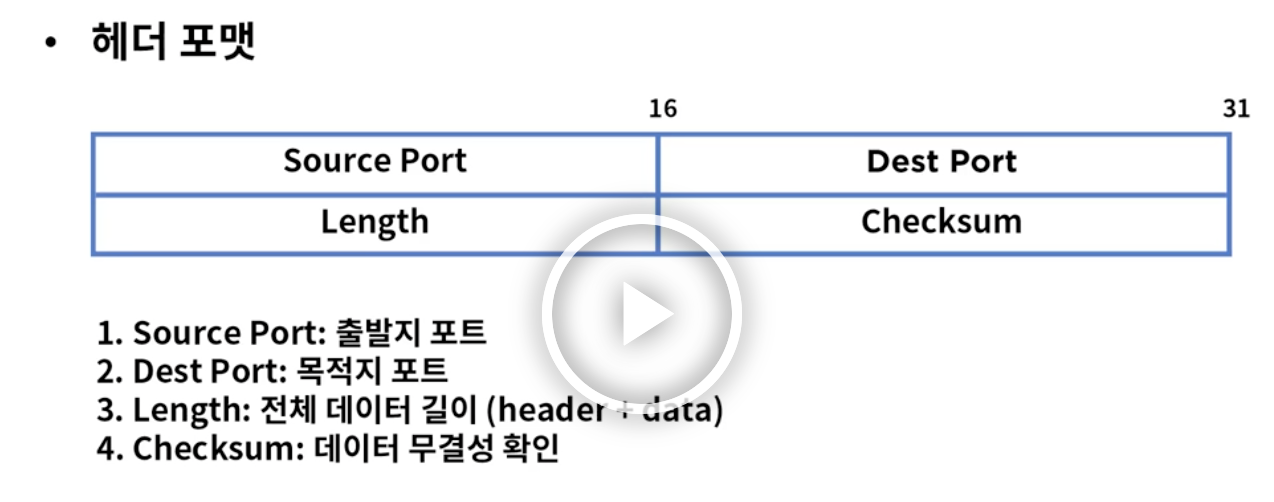 • 헤더 포맷
16 31
Source Port Dest Port
Length Checksum
1. Source Port: 출발지 포트
2. Dest Port: 목적지 포트
3. Length: 전체 데이터 길이 (header + data)
4. Checksum: 데이터 무결성 확인